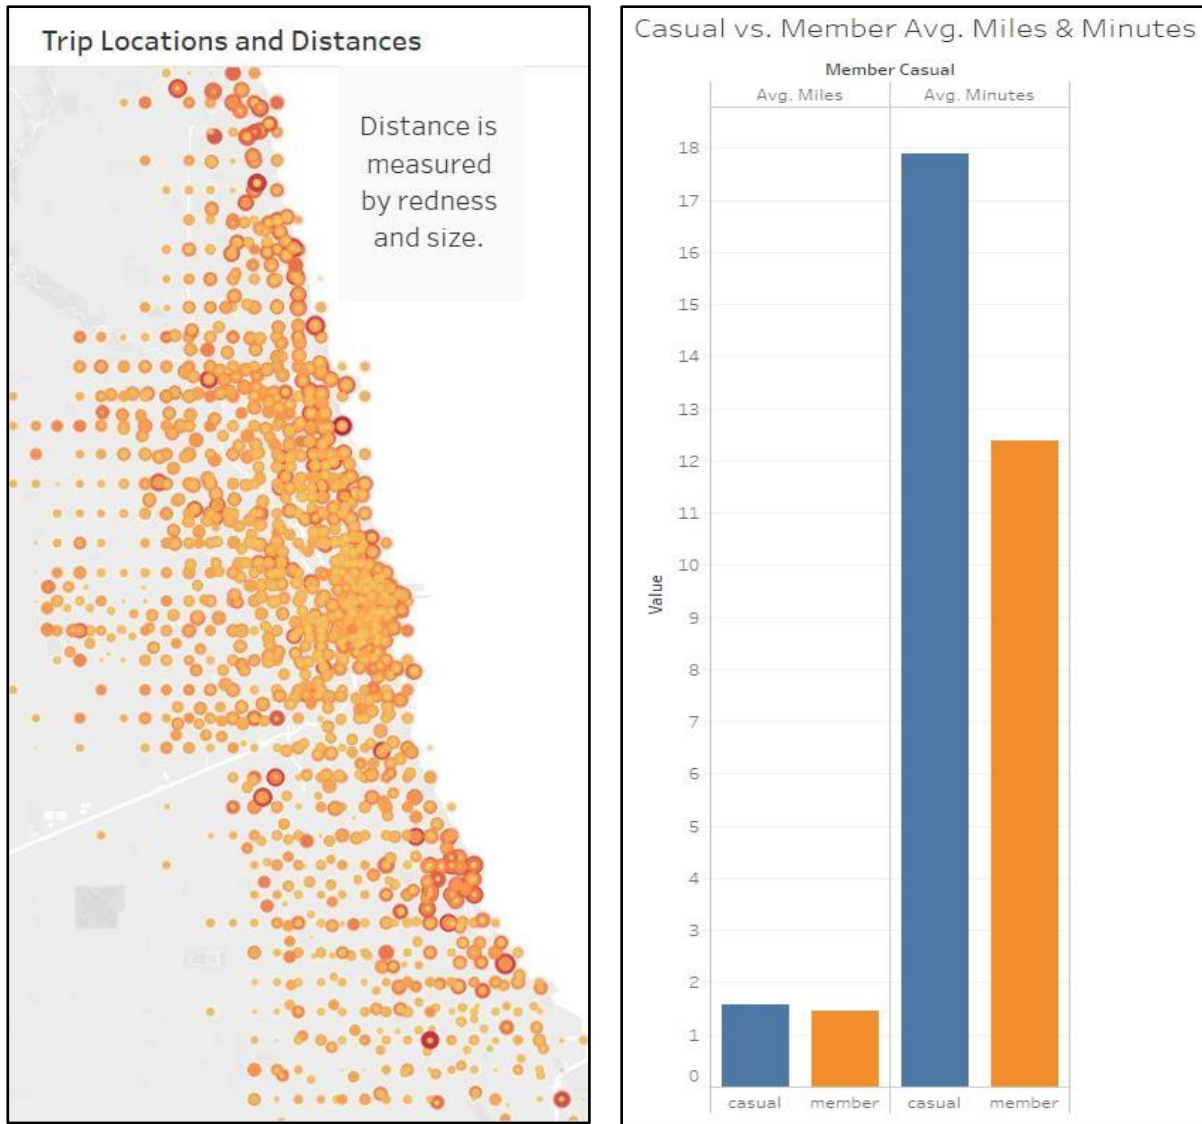 Trip Locations and Distances
Distance is
measured
by redness
and size.
Casual vs. Member Avg. Miles & Minutes
Member Casual
Avg. Miles
Avg. Minutes
18
17
16
15
14
13
12
11
10
9
8
7
6
5
4
3
2
1
0
Value
casual
member
casual
member